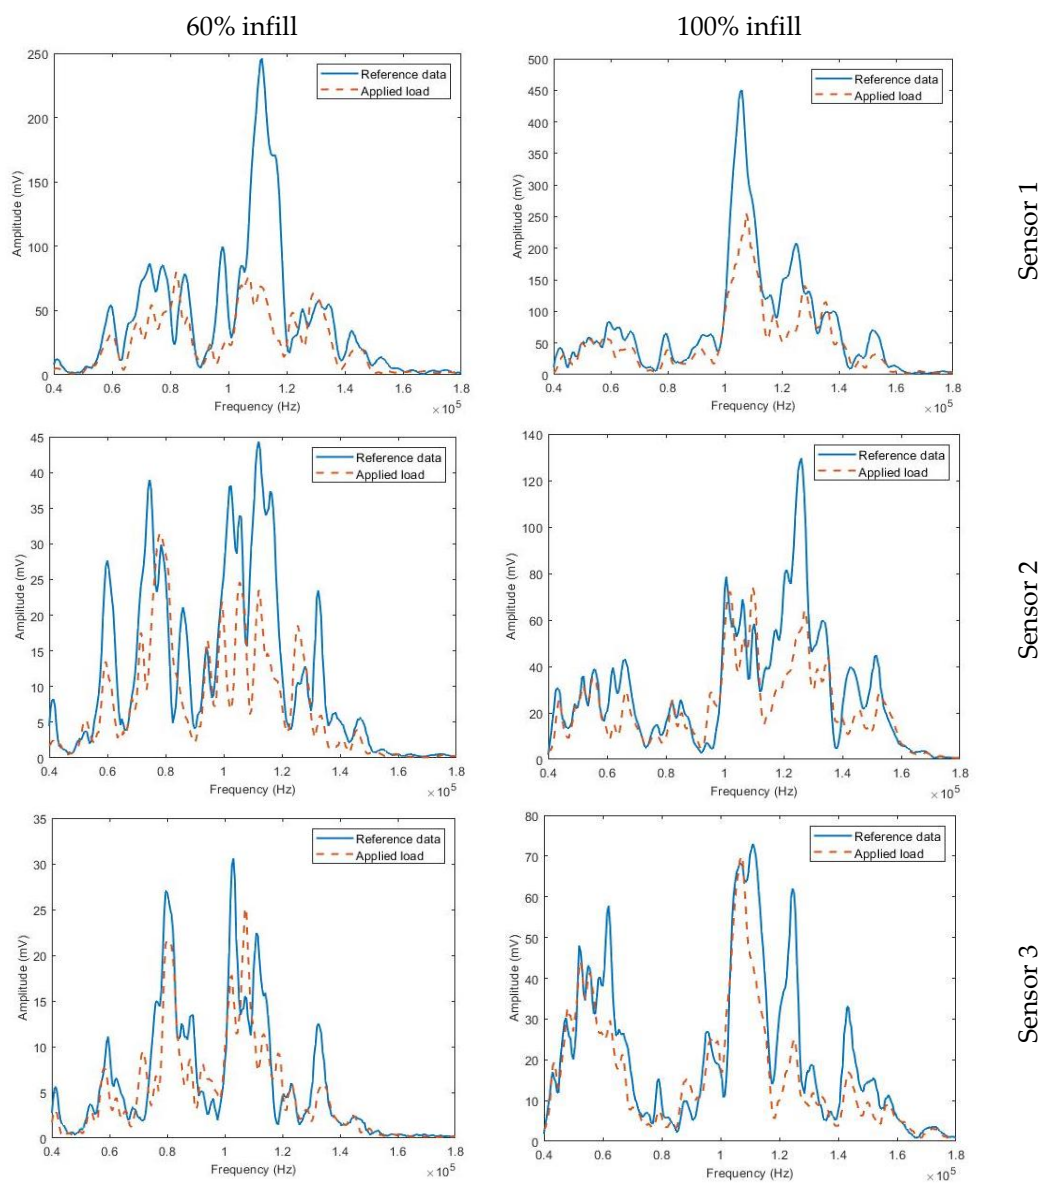 60% infill
100% infill
250
200
150
100
50
0
0.4 0.6 0.8 1 1.2 1.4 1.6 1.8
Frequency (Hz)
×10^5
Amplitude (mV)
Reference data
Applied load
500
450
400
350
300
250
200
150
100
50
0
0.4 0.6 0.8 1 1.2 1.4 1.6 1.8
Frequency (Hz)
×10^5
Amplitude (mV)
Reference data
Applied load
Sensor 1
45
40
35
30
25
20
15
10
5
0
0.4 0.6 0.8 1 1.2 1.4 1.6 1.8
Frequency (Hz)
×10^5
Amplitude (mV)
Reference data
Applied load
140
120
100
80
60
40
20
0
0.4 0.6 0.8 1 1.2 1.4 1.6 1.8
Frequency (Hz)
×10^5
Amplitude (mV)
Reference data
Applied load
Sensor 2
35
30
25
20
15
10
5
0
0.4 0.6 0.8 1 1.2 1.4 1.6 1.8
Frequency (Hz)
×10^5
Amplitude (mV)
Reference data
Applied load
80
70
60
50
40
30
20
10
0
0.4 0.6 0.8 1 1.2 1.4 1.6 1.8
Frequency (Hz)
×10^5
Amplitude (mV)
Reference data
Applied load
Sensor 3